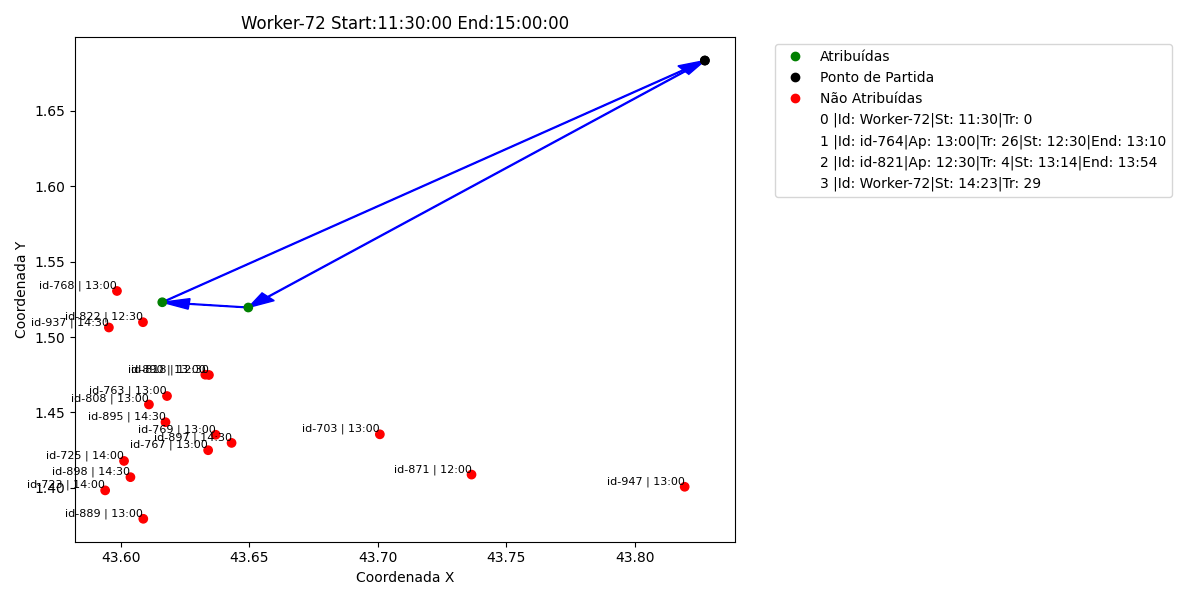 Worker-72 Start:11:30:00 End:15:00:00
Atribuídas
Ponto de Partida
Não Atribuídas
0 |Id: Worker-72|St: 11:30|Tr: 0
1 |Id: id-764|Ap: 13:00|Tr: 26|St: 12:30|End: 13:10
2 |Id: id-821|Ap: 12:30|Tr: 4|St: 13:14|End: 13:54
3 |Id: Worker-72|St: 14:23|Tr: 29
Coordenada Y
1.65
1.60
1.55
1.50
1.45
1.40
id-768 | 13:00
id-822 | 12:30
id-937 | 14:30
id-763 | 13:00
id-808 | 13:00
id-895 | 14:30
id-769 | 13:00
id-897 | 14:30
id-767 | 13:00
id-703 | 13:00
id-725 | 14:00
id-871 | 12:00
id-898 | 14:30
id-947 | 13:00
id-723 | 14:00
id-889 | 13:00
43.60
43.65
43.70
43.75
43.80
Coordenada X